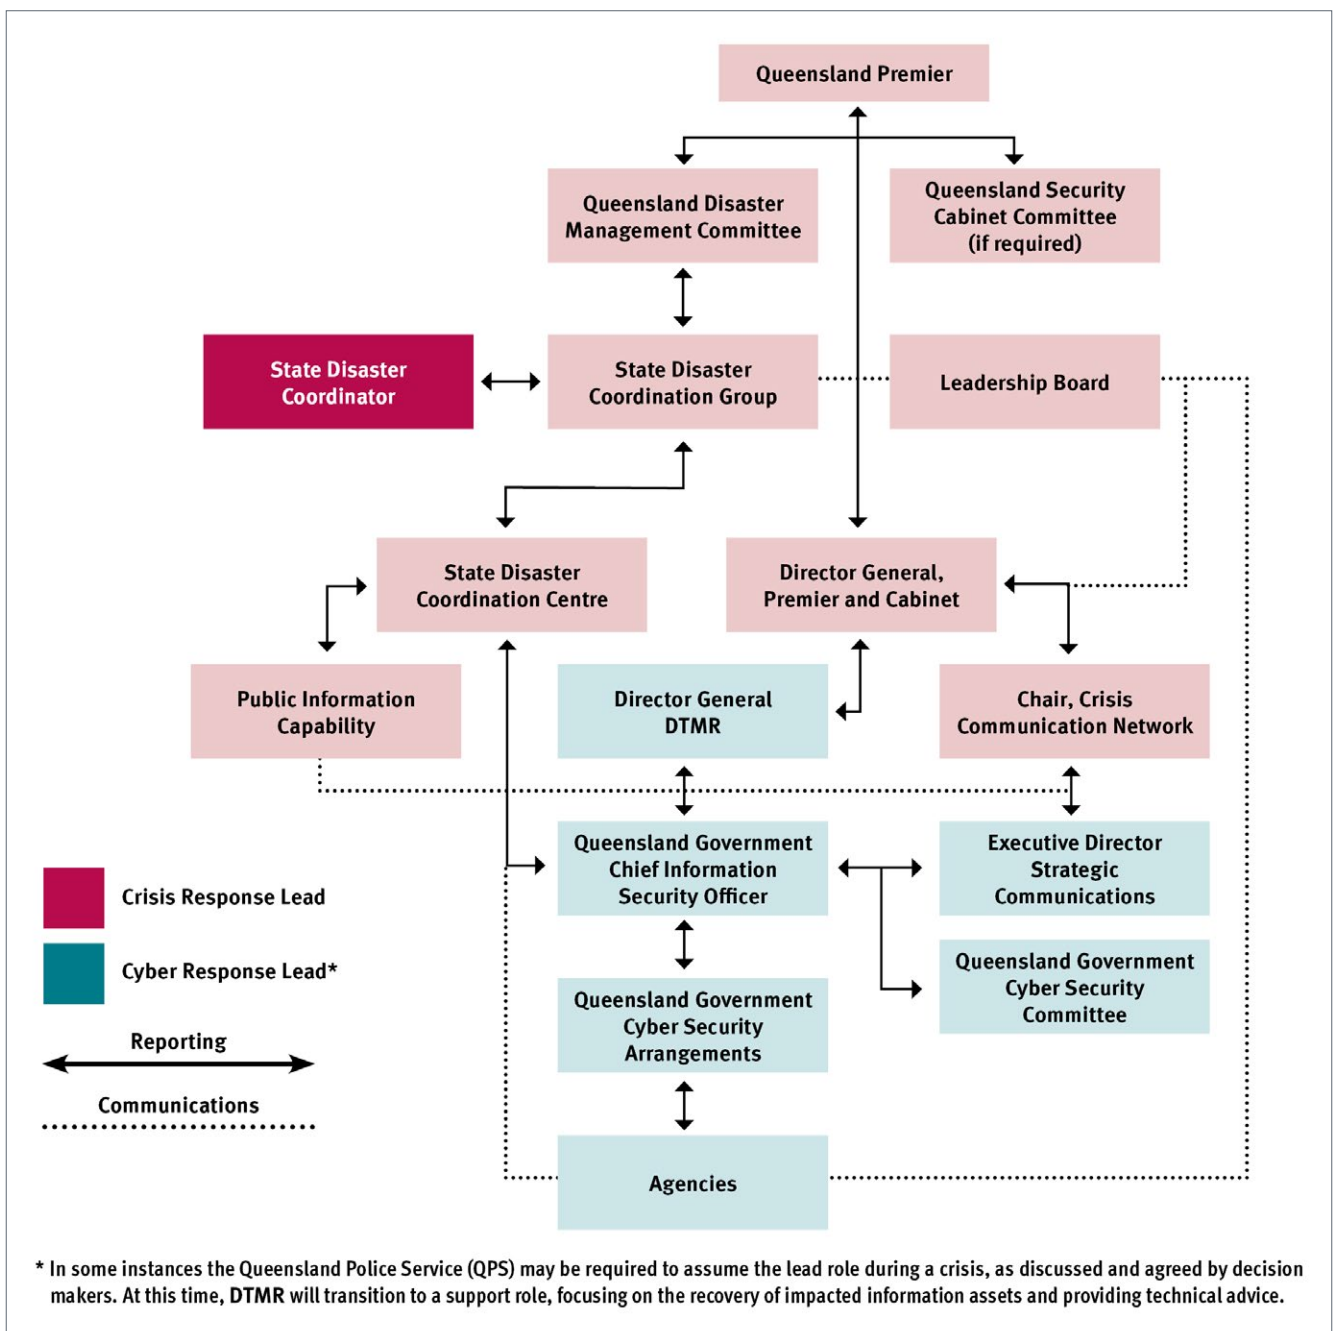 Queensland Premier
Queensland Disaster
Management Committee
Queensland Security
Cabinet Committee
(if required)
State Disaster
Coordinator
State Disaster
Coordination Group
Leadership Board
State Disaster
Coordination Centre
Director General,
Premier and Cabinet
Public Information
Capability
Director General
DTMR
Chair, Crisis
Communication Network
Queensland Government
Chief Information
Security Officer
Executive Director
Strategic
Communications
Queensland Government
Cyber Security
Committee
Queensland Government
Cyber Security
Arrangements
Agencies
Crisis Response Lead
Cyber Response Lead*
Reporting
Communications
* In some instances the Queensland Police Service (QPS) may be required to assume the lead role during a crisis, as discussed and agreed by decision
makers. At this time, DTMR will transition to a support role, focusing on the recovery of impacted information assets and providing technical advice.